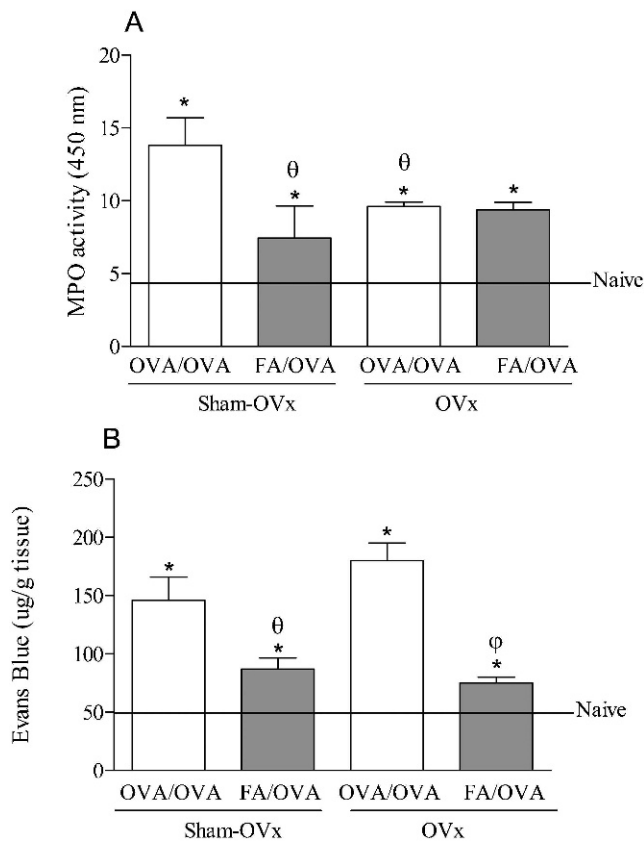 A
MPO activity (450 nm)
20
15
10
5
0
*
θ
*
θ
*
*
Naive
OVA/OVA FA/OVA OVA/OVA FA/OVA
Sham-OVx OVx
B
Evans Blue (ug/g tissue)
250
200
150
100
50
0
*
θ
*
*
φ
*
Naive
OVA/OVA FA/OVA OVA/OVA FA/OVA
Sham-OVx OVx